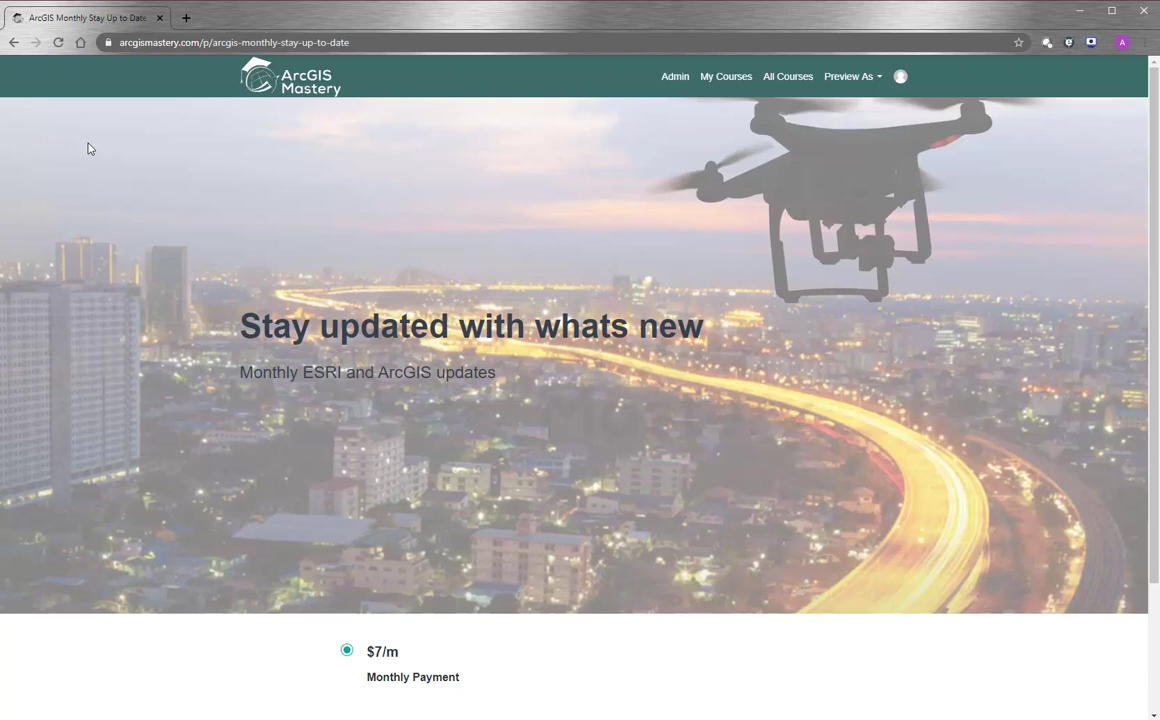 ArcGIS Monthly Stay Up to Date
arcgismastery.com/p/arcgis-monthly-stay-up-to-date
A
ArcGIS
Mastery
Admin My Courses All Courses Preview As
Stay updated with whats new
Monthly ESRI and ArcGIS updates
$7/m
Monthly Payment